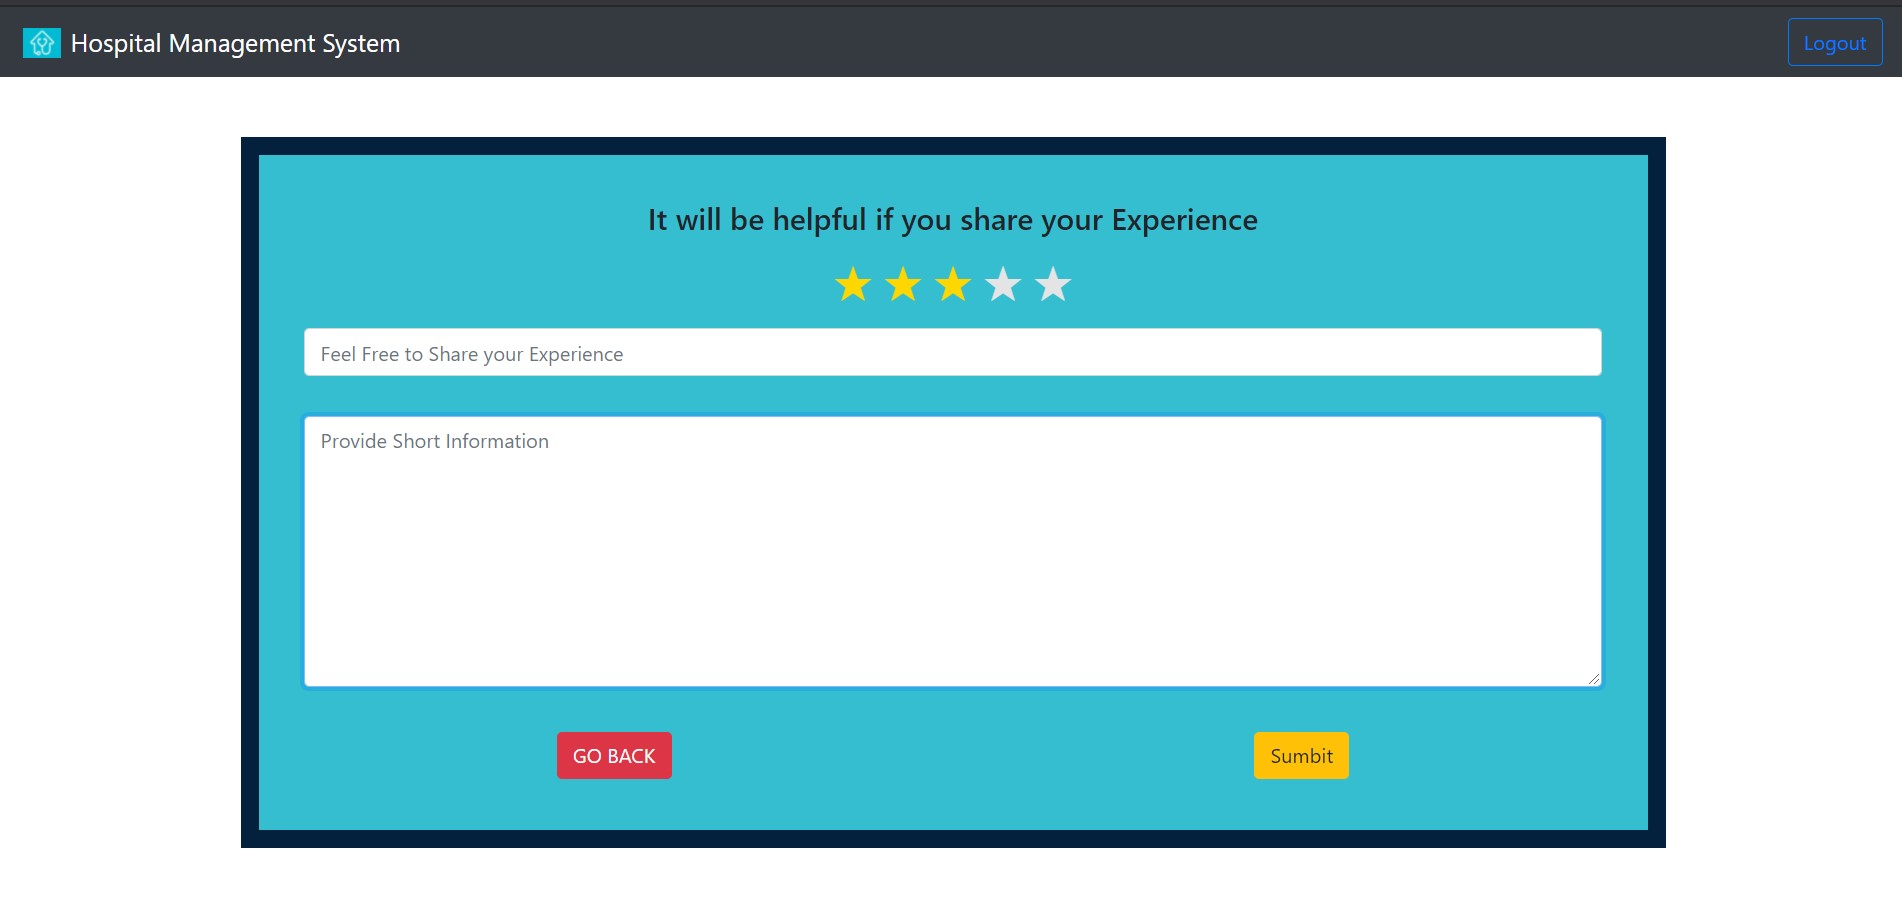 Hospital Management System
Logout
It will be helpful if you share your Experience
Feel Free to Share your Experience
Provide Short Information
GO BACK
Sumbit